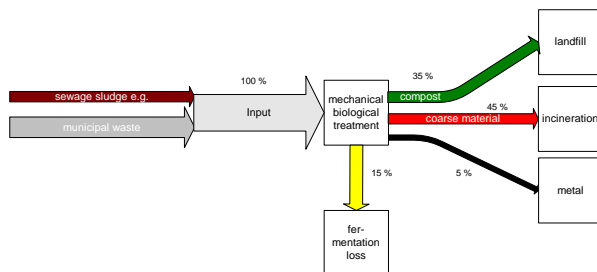 100 %
sewage sludge e.g.
municipal waste
Input
mechanical
biological
treatment
35 %
compost
landfill
45 %
coarse material
incineration
15 %
5 %
metal
fer-
mentation
loss